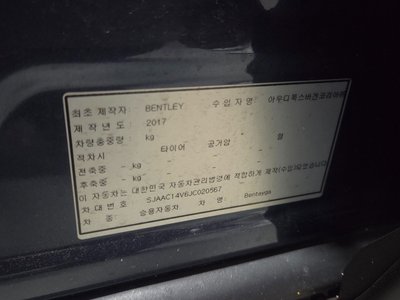 최초 제작자: BENTLEY 수 입 자 명: 아우디폭스바겐코리아㈜
제 작 년 도: 2017
차량총중량 - kg - 월
적차시 타이어 공기압
전축중 - kg
후축중 - kg
이 자동차는 대한민국 자동차관리법령에 적합하게 제작(수입)되었습니다
차 대 번 호: SJAAC14V6JC020567
차 종: 승용자동차 차 명: Bentayga